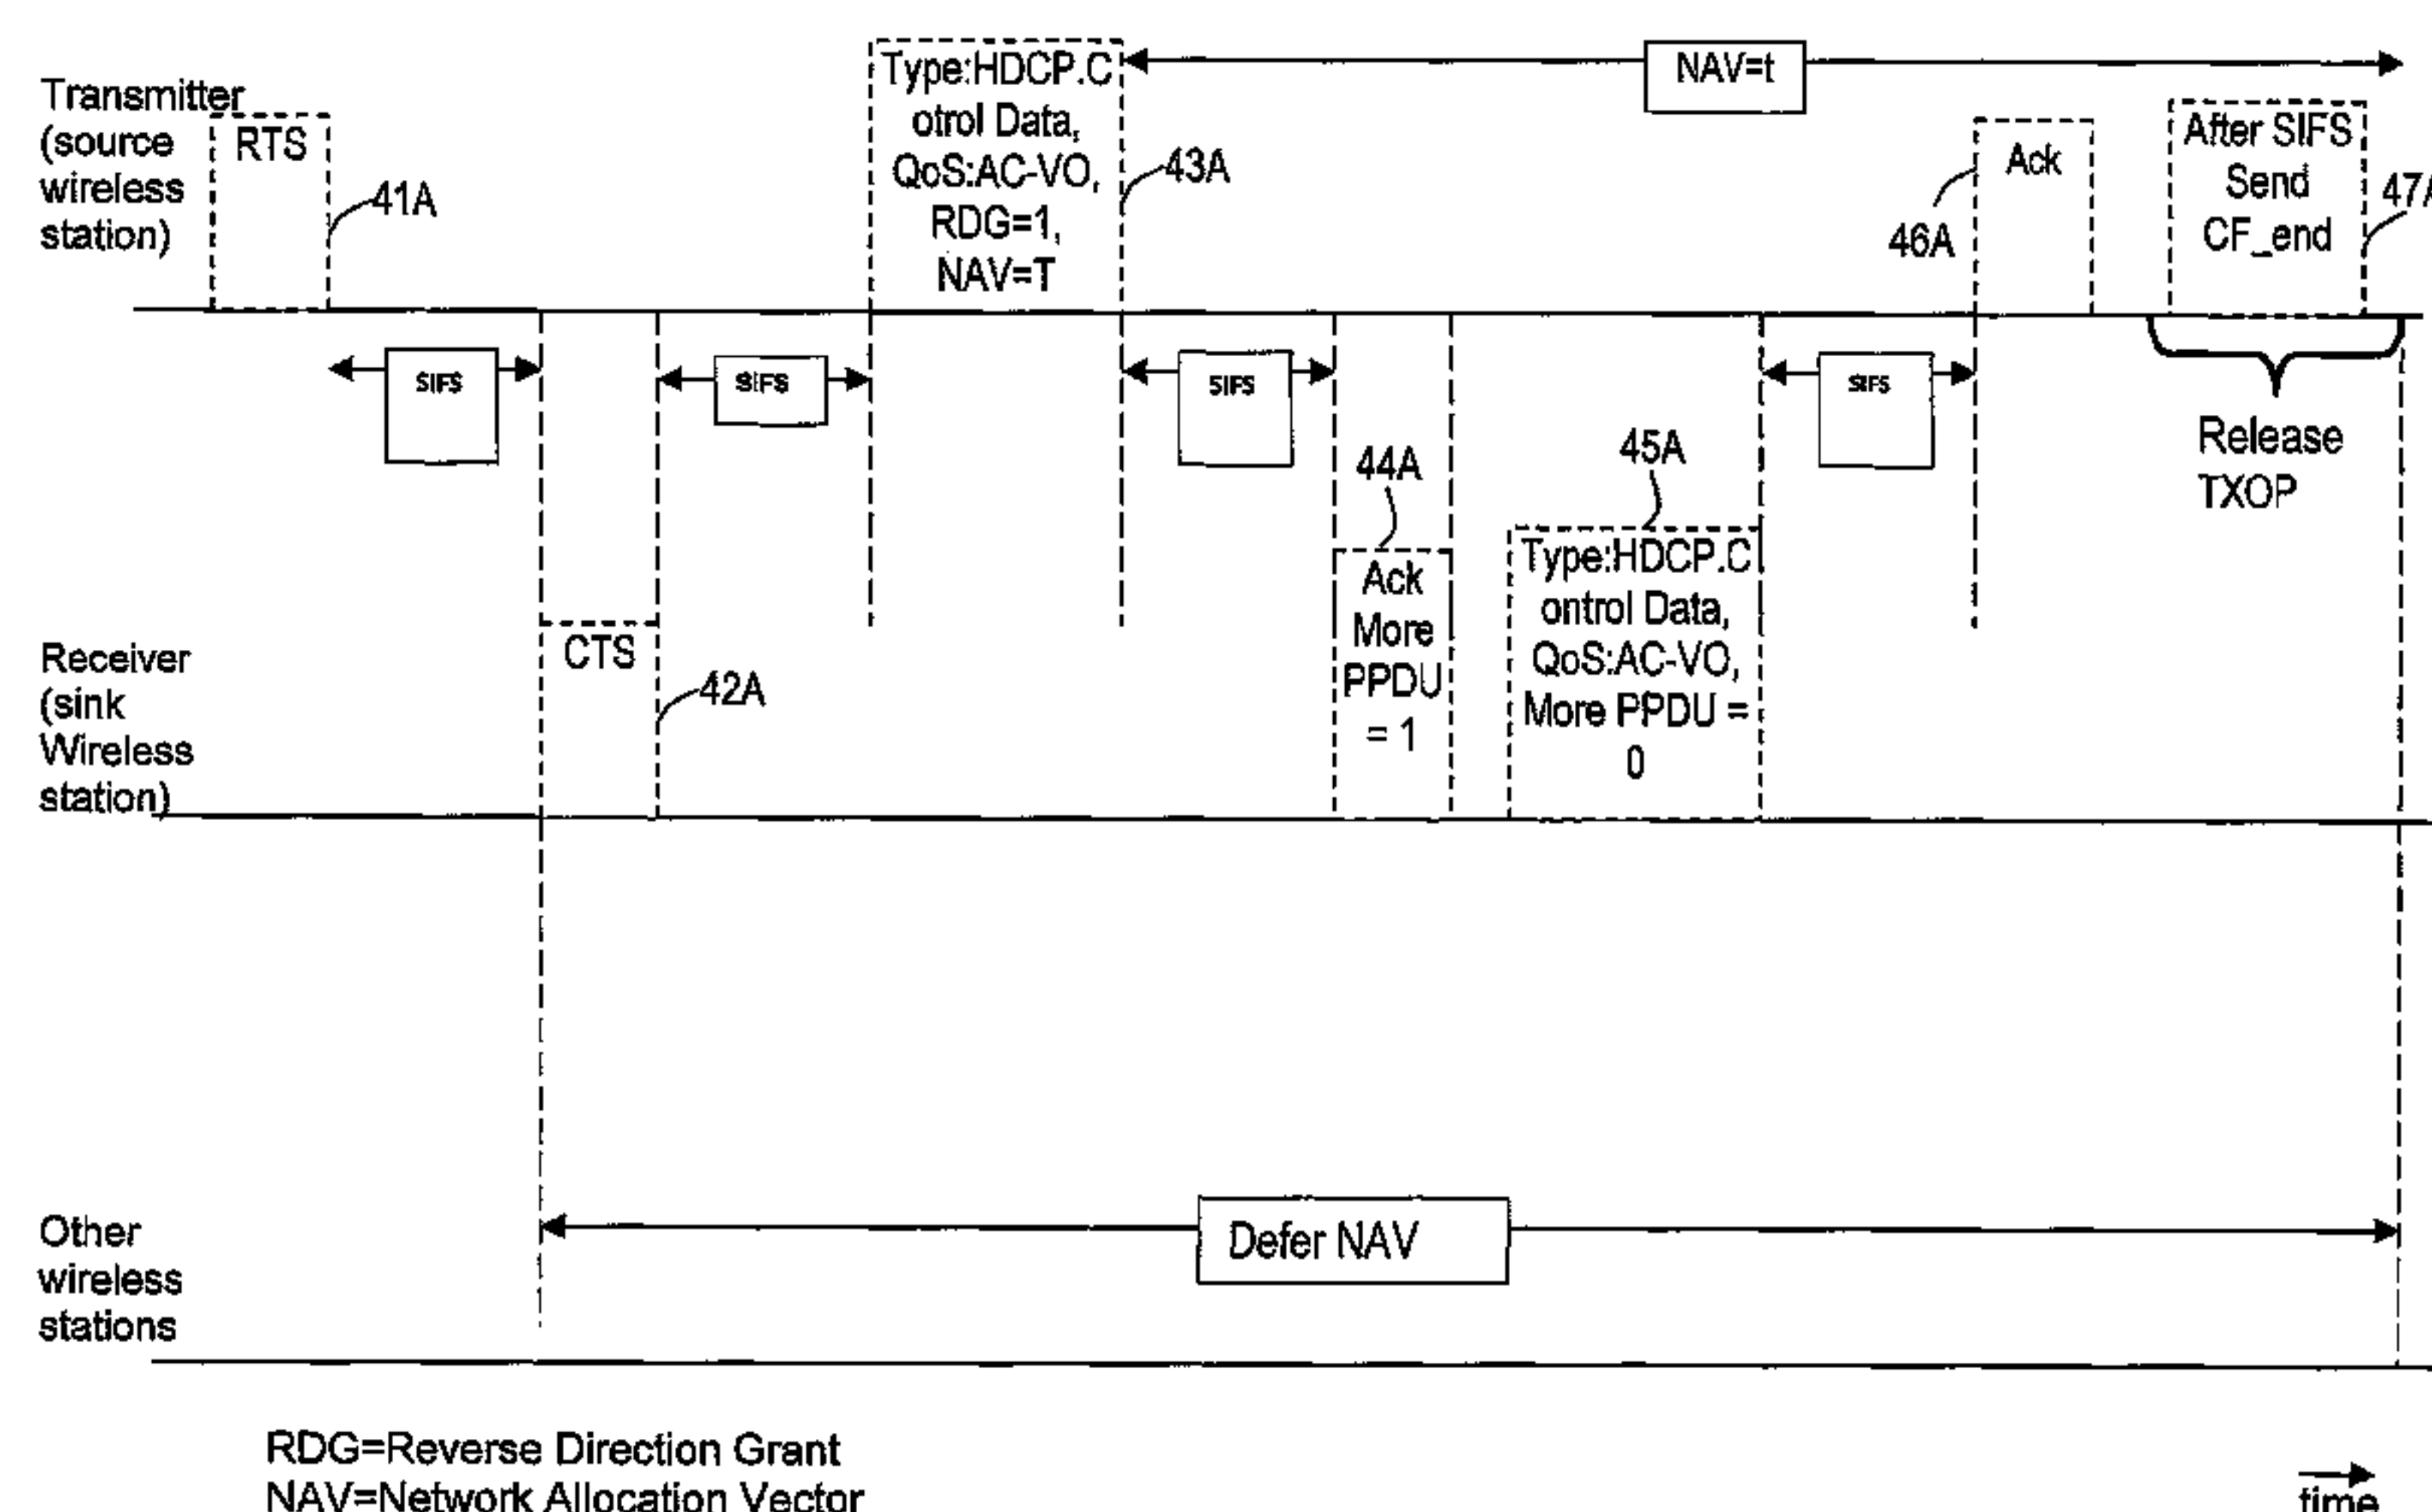 Transmitter
(source
wireless
station)
RTS
41A
Type:HDCP.C
otrol Data,
QoS:AC-VO,
RDG=1,
NAV=T
43A
NAV=t
46A
Ack
After SIFS
Send
CF_end
47A
SIFS
SIFS
SIFS
SIFS
Release
TXOP
Receiver
(sink
Wireless
station)
CTS
42A
44A
Ack
More
PPDU
= 1
45A
Type:HDCP.C
ontrol Data,
QoS:AC-VO,
More PPDU =
0
Other
wireless
stations
Defer NAV
RDG=Reverse Direction Grant
NAV=Network Allocation Vector
time